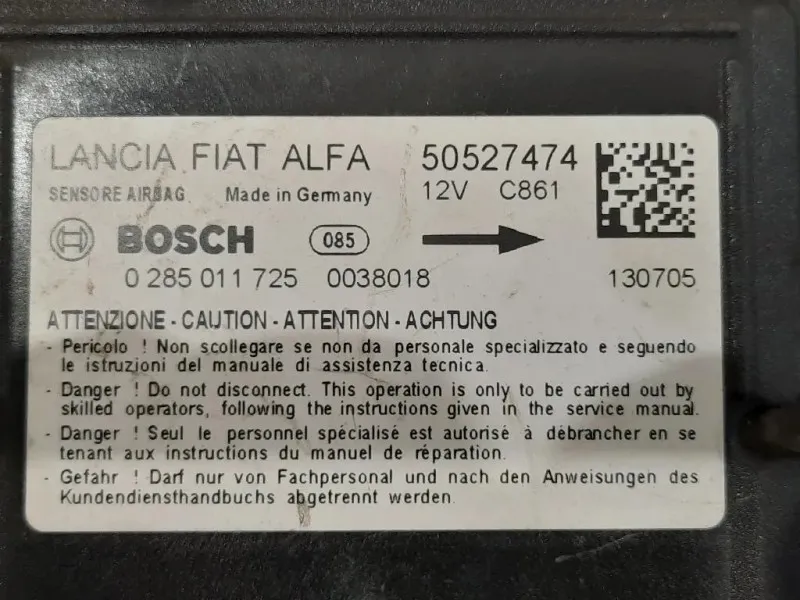 LANCIA FIAT ALFA 50527474
SENSORE AIRBAG Made in Germany 12V C861
BOSCH 085
0 285 011 725 0038018 130705
ATTENZIONE - CAUTION - ATTENTION - ACHTUNG
- Pericolo ! Non scollegare se non da personale specializzato e seguendo
le istruzioni del manuale di assistenza tecnica.
- Danger ! Do not disconnect. This operation is only to be carried out by
skilled operators, following the instructions given in the service manual.
- Danger ! Seul le personnel spécialisé est autorisé à débrancher en se
tenant aux instructions du manuel de réparation.
- Gefahr ! Darf nur von Fachpersonal und nach den Anweisungen des
Kundendiensthandbuchs abgetrennt werden.